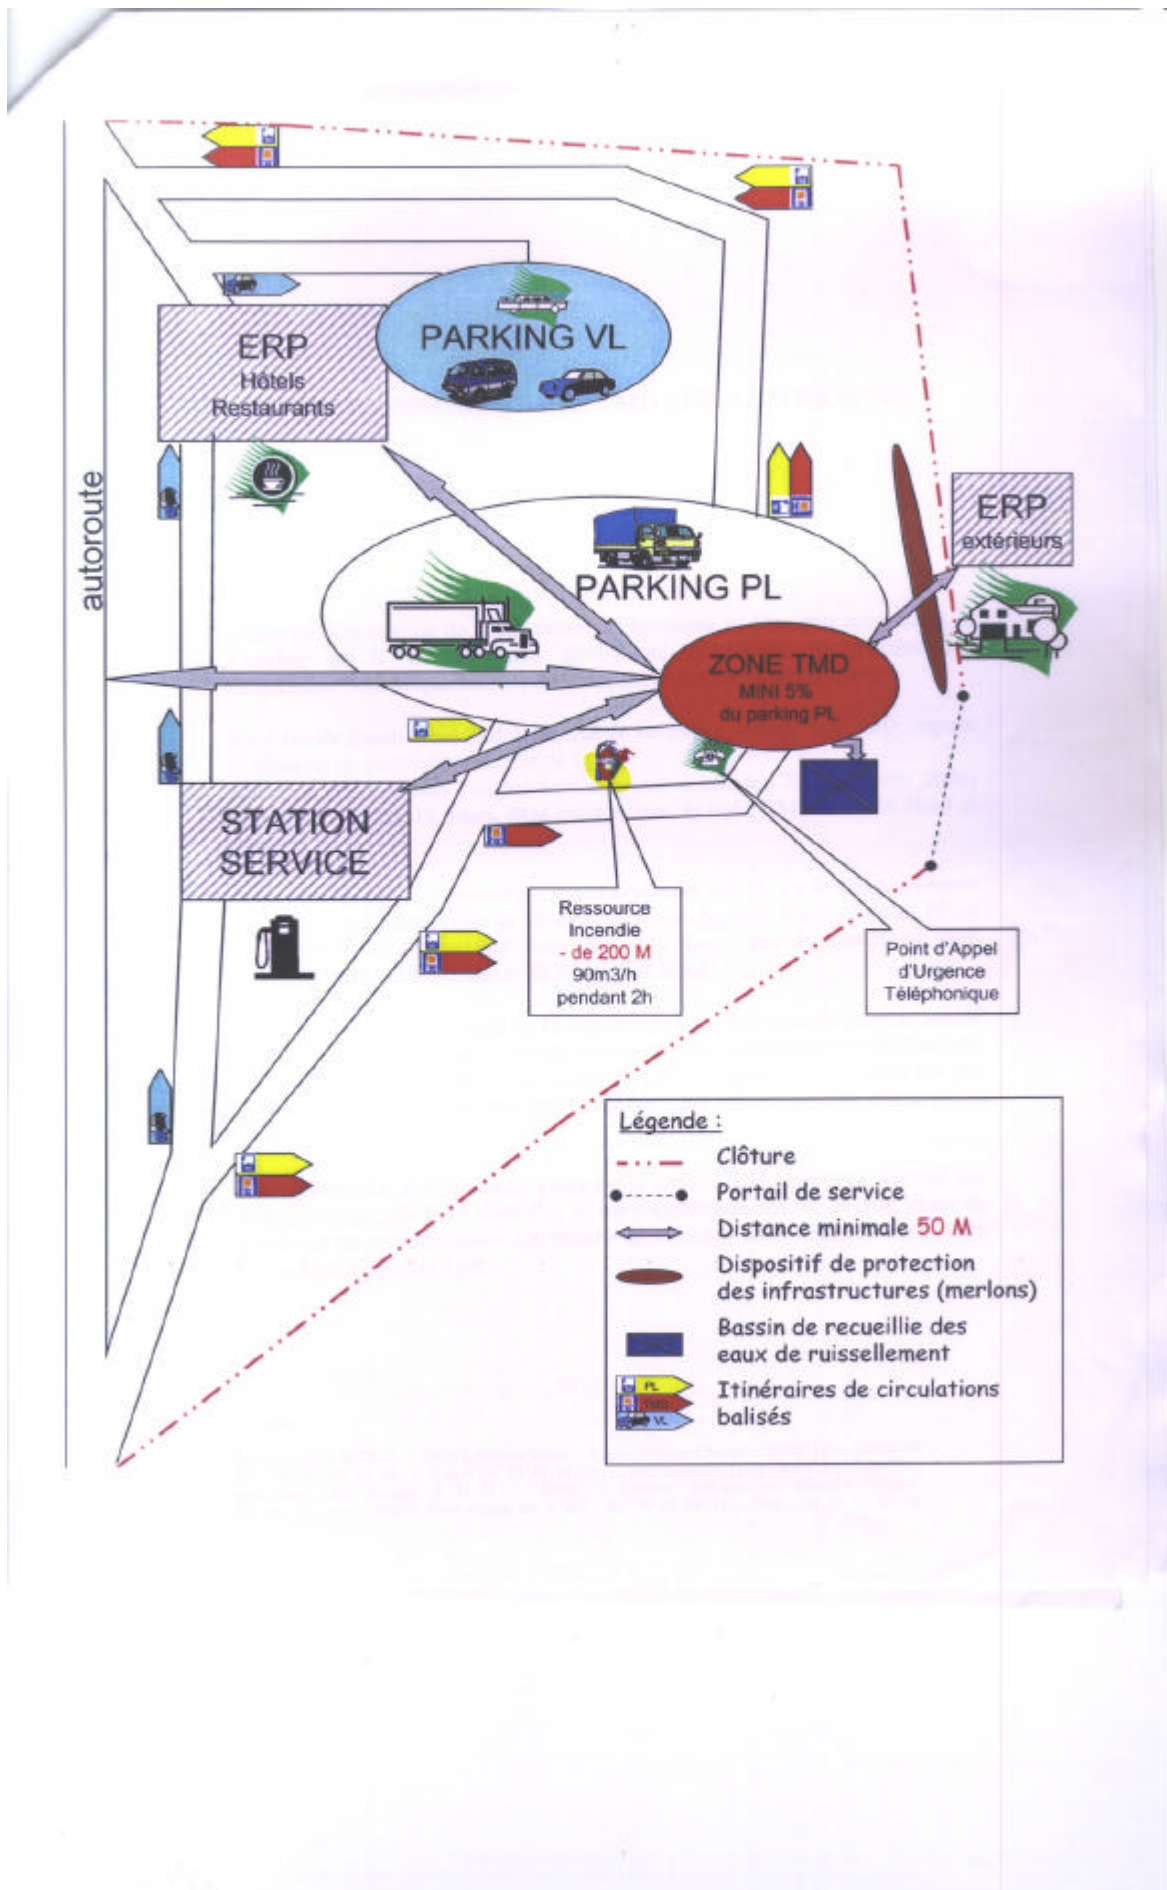 ERP
Hôtels
Restaurants
PARKING VL
autoroute
ERP
extérieurs
PARKING PL
ZONE TMD
MINI 5%
du parking PL
STATION
SERVICE
Ressource
Incendie
- de 200 M
90m3/h
pendant 2h
Point d'Appel
d'Urgence
Téléphonique
Légende :
Clôture
Portail de service
Distance minimale 50 M
Dispositif de protection
des infrastructures (merlons)
Bassin de recueillie des
eaux de ruissellement
PL
TMD
VL
Itinéraires de circulations
balisés